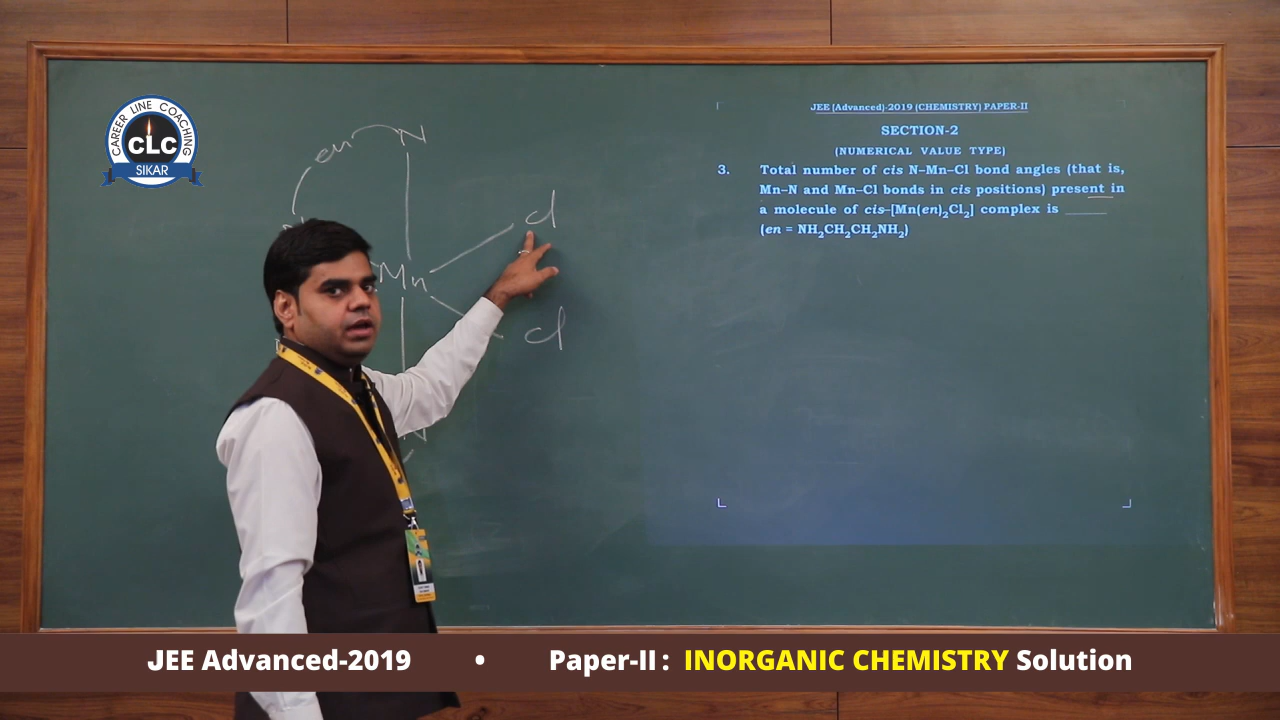 CAREER LINE COACHING
CLC
SIKAR
en N
Mn
Cl
Cl
N
JEE (Advanced)-2019 (CHEMISTRY) PAPER-II
SECTION-2
(NUMERICAL VALUE TYPE)
3. Total number of cis N–Mn–Cl bond angles (that is,
Mn–N and Mn–Cl bonds in cis positions) present in
a molecule of cis–[Mn(en)₂Cl₂] complex is ______
(en = NH₂CH₂CH₂NH₂)
JEE Advanced-2019 • Paper-II : INORGANIC CHEMISTRY Solution